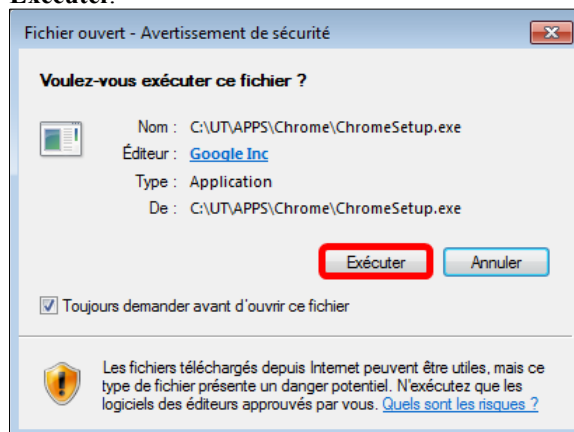 Exécuter.
Fichier ouvert - Avertissement de sécurité
Voulez-vous exécuter ce fichier ?
Nom : C:\UT\APPS\Chrome\ChromeSetup.exe
Éditeur : Google Inc
Type : Application
De : C:\UT\APPS\Chrome\ChromeSetup.exe
Exécuter Annuler
Toujours demander avant d'ouvrir ce fichier
Les fichiers téléchargés depuis Internet peuvent être utiles, mais ce
type de fichier présente un danger potentiel. N'exécutez que les
logiciels des éditeurs approuvés par vous. Quels sont les risques ?